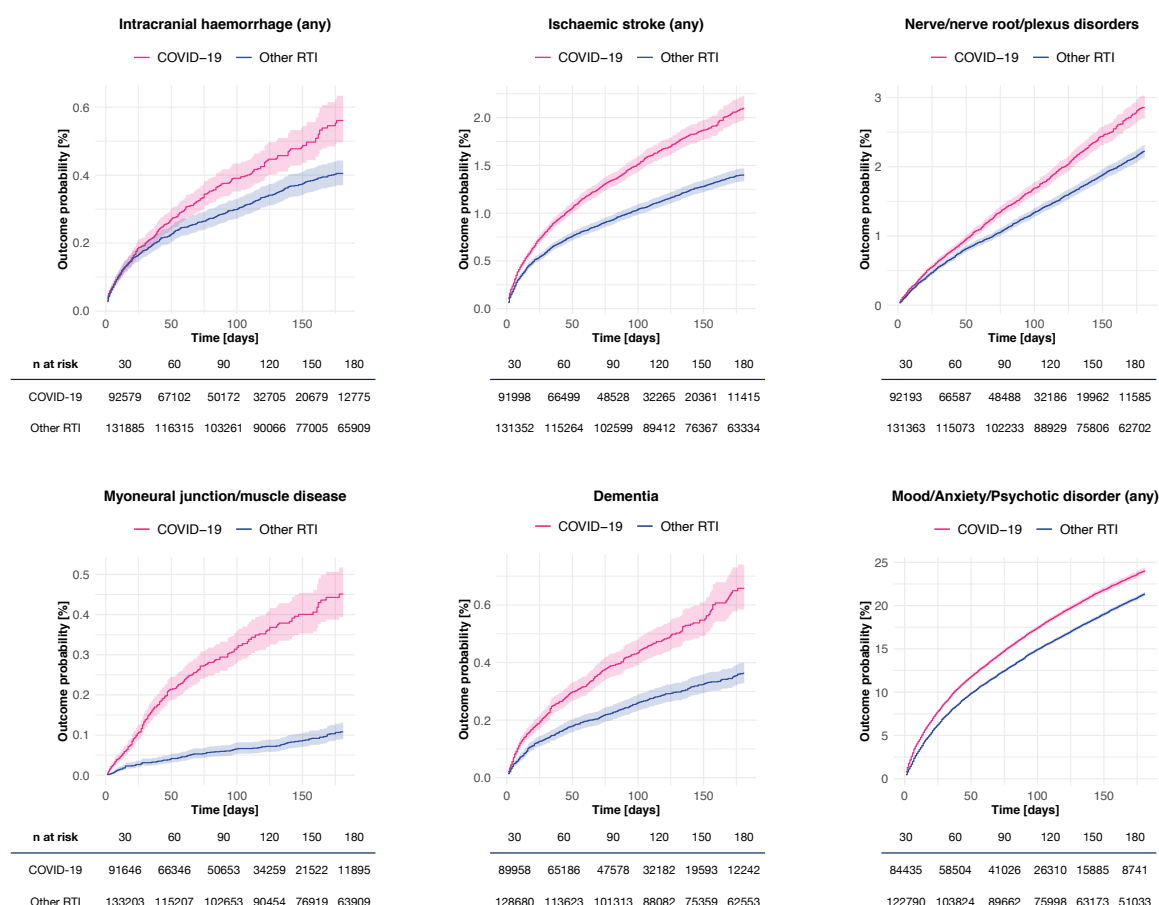 Intracranial haemorrhage (any)
COVID−19 Other RTI
Outcome probability [%]
0.6
0.4
0.2
0.0
0 50 100 150
Time [days]
n at risk 30 60 90 120 150 180
COVID-19 92579 67102 50172 32705 20679 12775
Other RTI 131885 116315 103261 90066 77005 65909
Ischaemic stroke (any)
COVID−19 Other RTI
Outcome probability [%]
2.0
1.5
1.0
0.5
0.0
0 50 100 150
Time [days]
30 60 90 120 150 180
91998 66499 48528 32265 20361 11415
131352 115264 102599 89412 76367 63334
Nerve/nerve root/plexus disorders
COVID−19 Other RTI
Outcome probability [%]
3
2
1
0
0 50 100 150
Time [days]
30 60 90 120 150 180
92193 66587 48488 32186 19962 11585
131363 115073 102233 88929 75806 62702
Myoneural junction/muscle disease
COVID−19 Other RTI
Outcome probability [%]
0.5
0.4
0.3
0.2
0.1
0.0
0 50 100 150
Time [days]
n at risk 30 60 90 120 150 180
COVID-19 91646 66346 50653 34259 21522 11895
Other RTI 133203 115207 102653 90454 76919 63909
Dementia
COVID−19 Other RTI
Outcome probability [%]
0.6
0.4
0.2
0.0
0 50 100 150
Time [days]
30 60 90 120 150 180
89958 65186 47578 32182 19593 12242
128680 113623 101313 88082 75359 62553
Mood/Anxiety/Psychotic disorder (any)
COVID−19 Other RTI
Outcome probability [%]
25
20
15
10
5
0
0 50 100 150
Time [days]
30 60 90 120 150 180
84435 58504 41026 26310 15885 8741
122790 103824 89662 75998 63173 51033